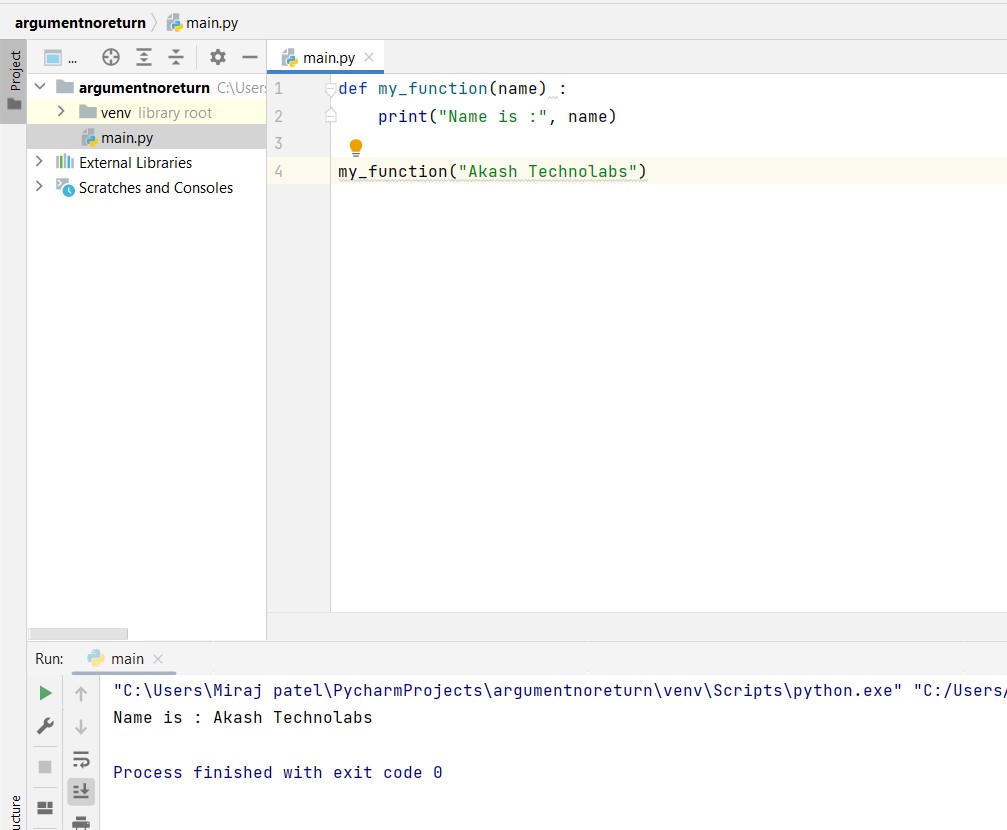 argumentnoreturn main.py
Project
...
main.py
argumentnoreturn C:\Users
venv library root
main.py
External Libraries
Scratches and Consoles
1 def my_function(name) :
2 print("Name is :", name)
3
4 my_function("Akash Technolabs")
Run: main
"C:\Users\Miraj patel\PycharmProjects\argumentnoreturn\venv\Scripts\python.exe" "C:/Users/
Name is : Akash Technolabs
Process finished with exit code 0
ucture